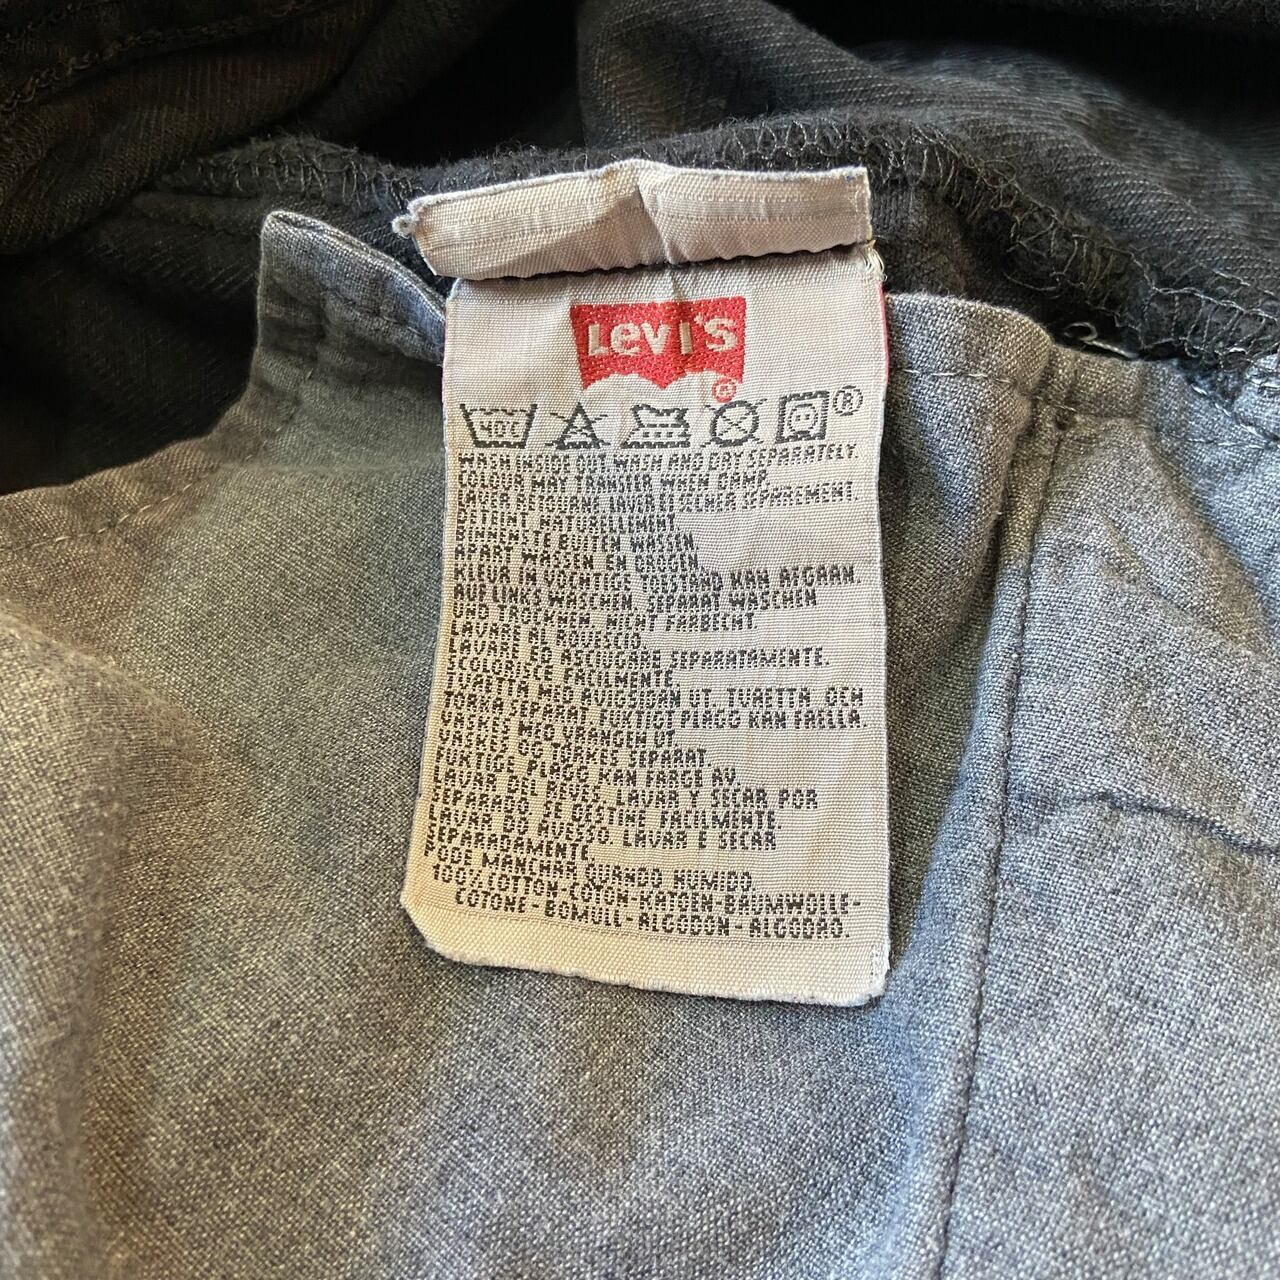 Levi's
®
40C
®
WASH INSIDE OUT. WASH AND DRY SEPARATELY.
COLOUR MAY TRANSFER WHEN DAMP.
LAVER RETOURNE. LAVER ET SECHER SEPAREMENT.
DETEINT NATURELLEMENT.
BINNENSTE BUITEN WASSEN
APART WASSEN EN DROGEN.
KLEUR IN VOCHTIGE TOESTAND KAN AFGAAN.
AUF LINKS WASCHEN. SEPARAT WASCHEN
UND TROCKNEN. NICHT FARBECHT.
LAVARE AL ROVESCIO.
LAVARE ED ASCIUGARE SEPARATAMENTE.
SCOLORISCE FACILMENTE.
TVAETTA MED AVIGSIDAN UT. TVAETTA OCH
TORKA SEPARAT. FUKTIGT PLAGG KAN FAELLA.
VASKES MED VRANGEN UT.
VASKES OG TORKES SEPARAT.
FUKTIGE PLAGG KAN FARGE AV.
LAVAR DEL REVES. LAVAR Y SECAR POR
SEPARADO. SE DESTINE FACILMENTE.
LAVAR DO AVESSO. LAVAR E SECAR
SEPARADAMENTE.
PODE MANCHAR QUANDO HUMIDO.
100% COTTON-COTON-KATOEN-BAUMWOLLE-
COTONE-BOMULL-ALGODON-ALGODAO.